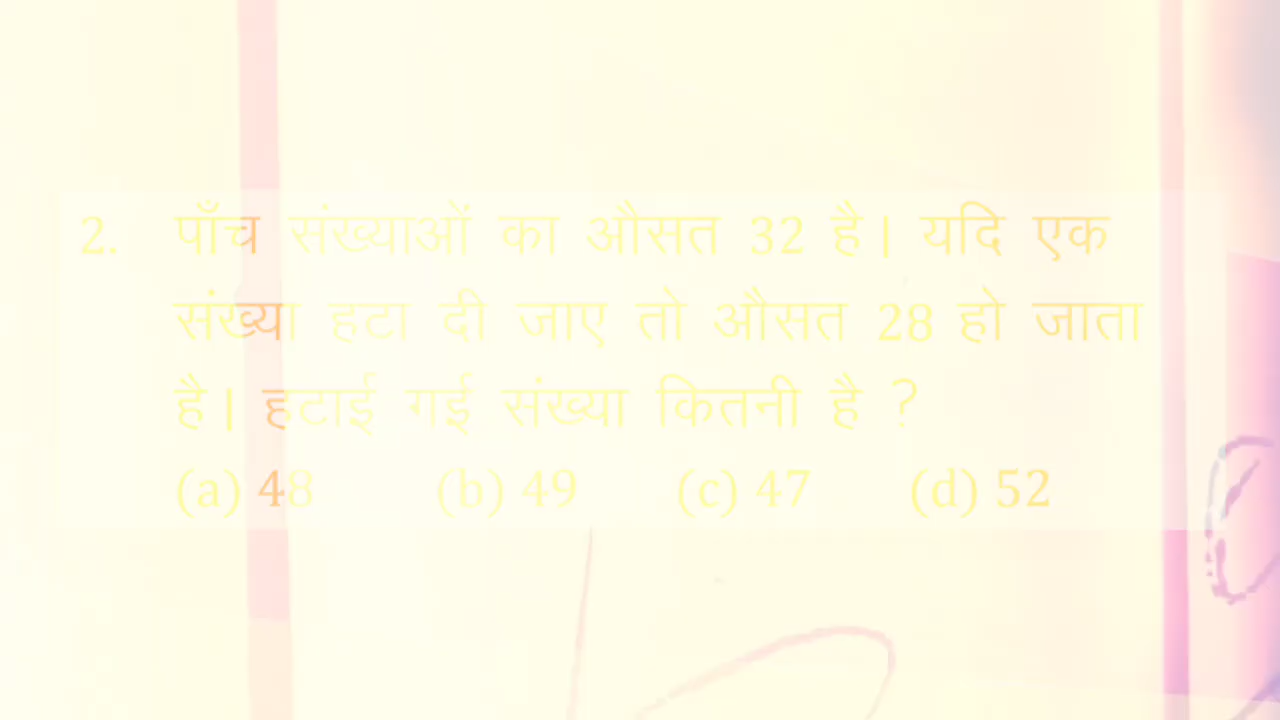 2. पाँच संख्याओं का औसत 32 है। यदि एक
संख्या हटा दी जाए तो औसत 28 हो जाता
है। हटाई गई संख्या कितनी है ?
(a) 48 (b) 49 (c) 47 (d) 52